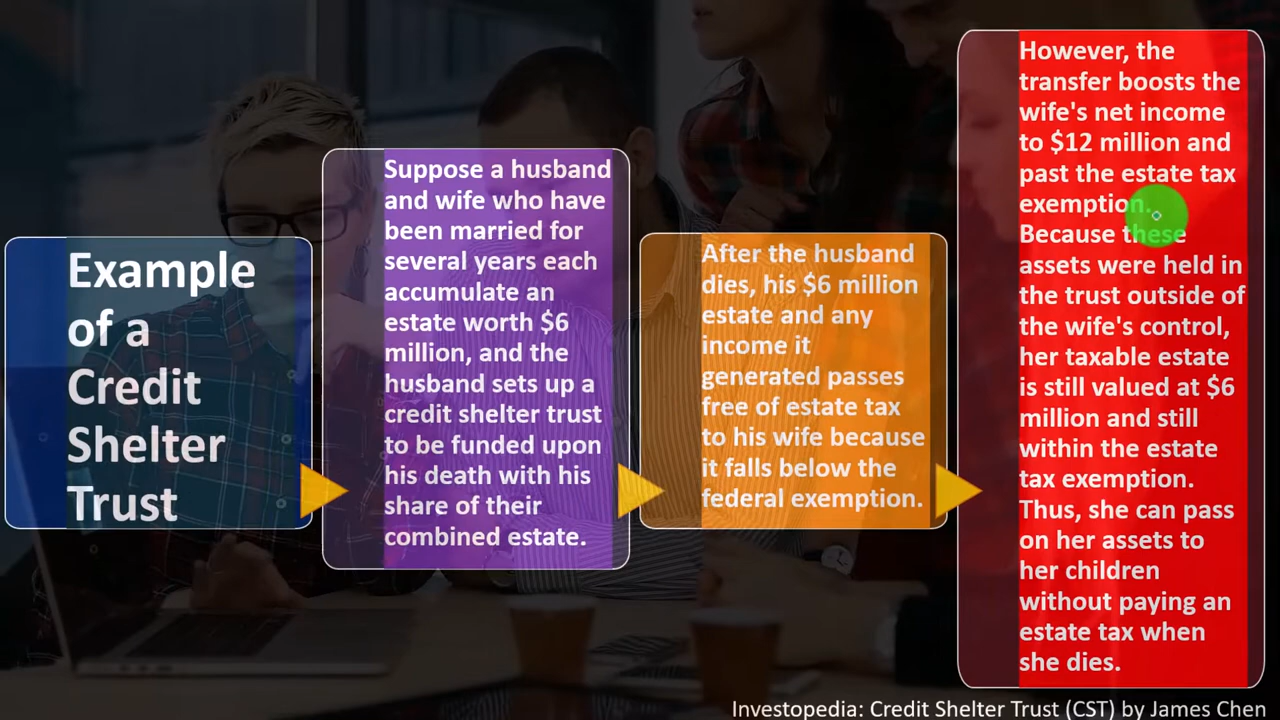 Example
of a
Credit
Shelter
Trust
Suppose a husband
and wife who have
been married for
several years each
accumulate an
estate worth $6
million, and the
husband sets up a
credit shelter trust
to be funded upon
his death with his
share of their
combined estate.
After the husband
dies, his $6 million
estate and any
income it
generated passes
free of estate tax
to his wife because
it falls below the
federal exemption.
However, the
transfer boosts the
wife's net income
to $12 million and
past the estate tax
exemption.
Because these
assets were held in
the trust outside of
the wife's control,
her taxable estate
is still valued at $6
million and still
within the estate
tax exemption.
Thus, she can pass
on her assets to
her children
without paying an
estate tax when
she dies.
Investopedia: Credit Shelter Trust (CST) by James Chen